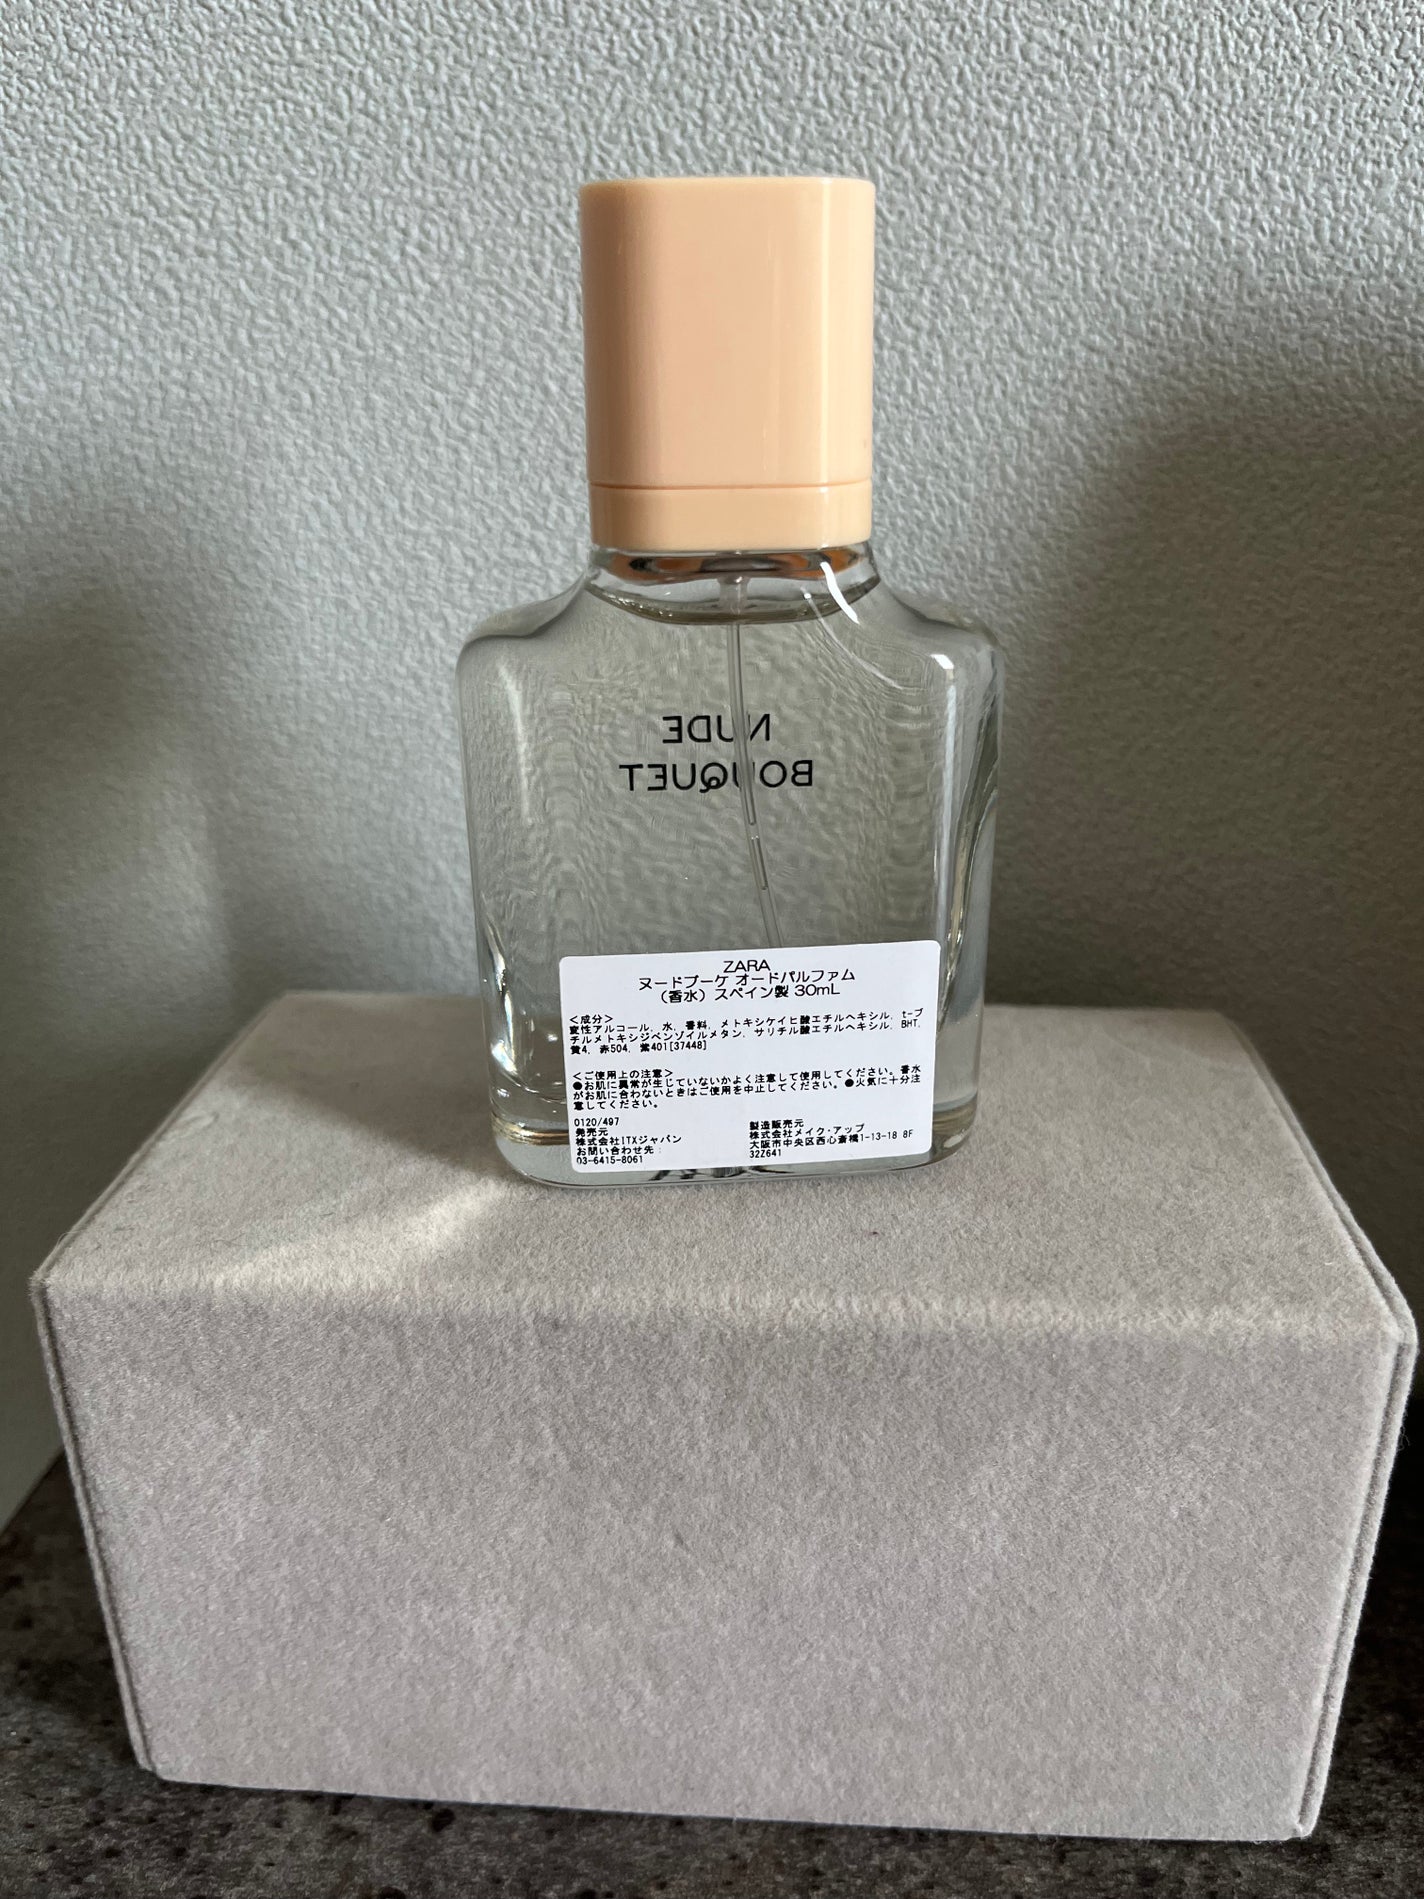 NUDE
BOUQUET
ZARA
ヌードブーケ オードパルファム
（香水）スペイン製 30mL
＜成分＞
変性アルコール, 水, 香料, メトキシケイヒ酸エチルヘキシル, t-ブ
チルメトキシジベンゾイルメタン, サリチル酸エチルヘキシル, BHT,
黄4, 赤504, 紫401[37448]
＜ご使用上の注意＞
●お肌に異常が生じていないかよく注意して使用してください。香水
がお肌に合わないときはご使用を中止してください。●火気に十分注
意してください。
0120/497
発売元
株式会社ITXジャパン
お問い合わせ先：
03-6415-8061
製造販売元
株式会社メイク・アップ
大阪市中央区西心斎橋1-13-18 8F
32Z641